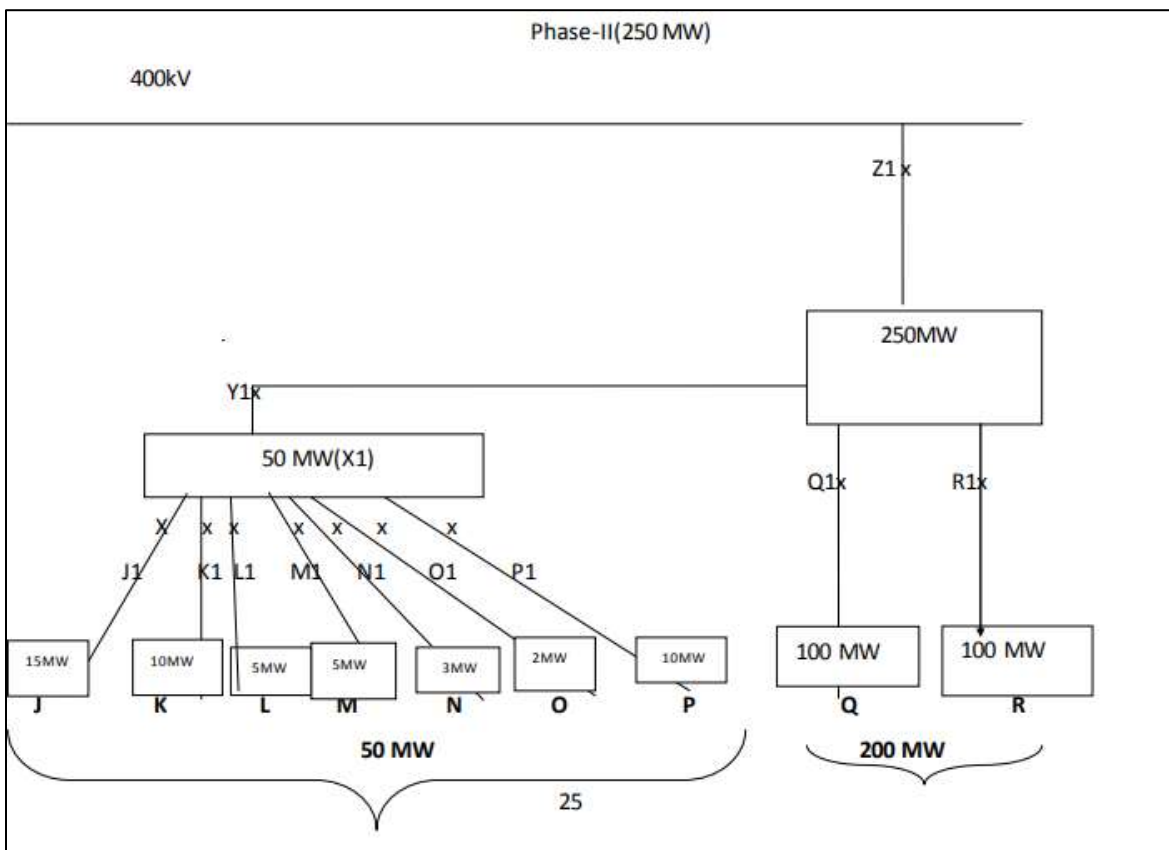 Phase-II(250 MW)
400kV
Z1 x
250MW
Y1x
50 MW(X1)
Q1x R1x
X x x x x x x
J1 K1 L1 M1 N1 O1 P1
15MW 10MW 5MW 5MW 3MW 2MW 10MW 100 MW 100 MW
J K L M N O P Q R
50 MW 200 MW
25